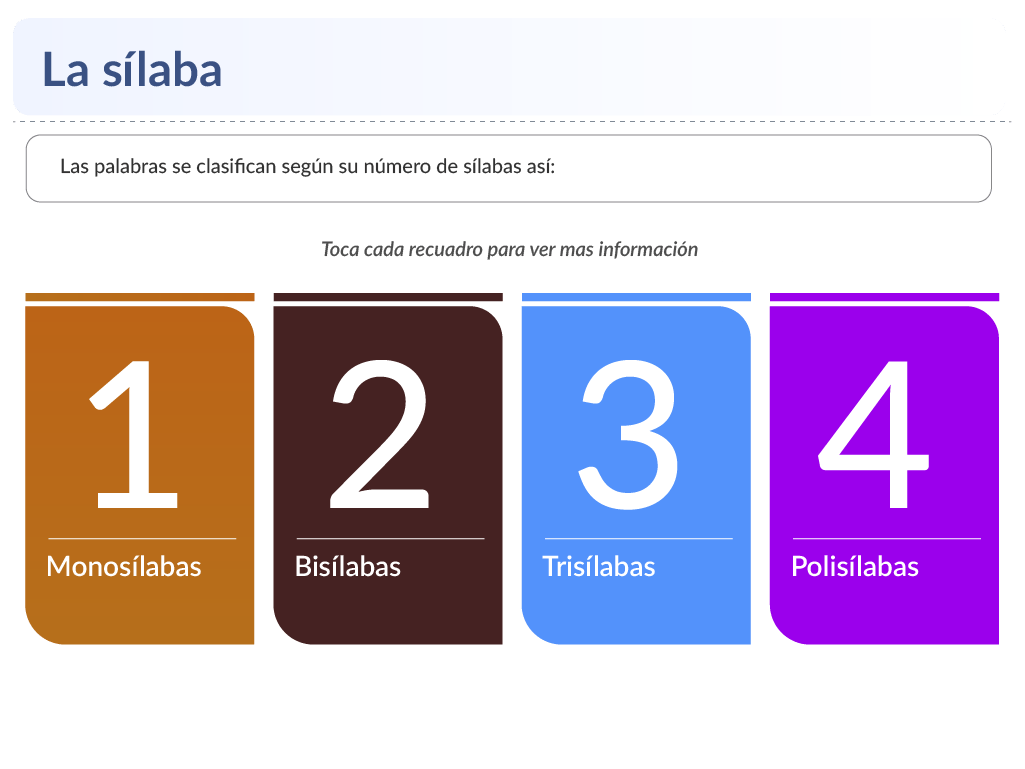 La sílaba
Las palabras se clasifican según su número de sílabas así:
Toca cada recuadro para ver mas información
1
Monosílabas
2
Bisílabas
3
Trisílabas
4
Polisílabas